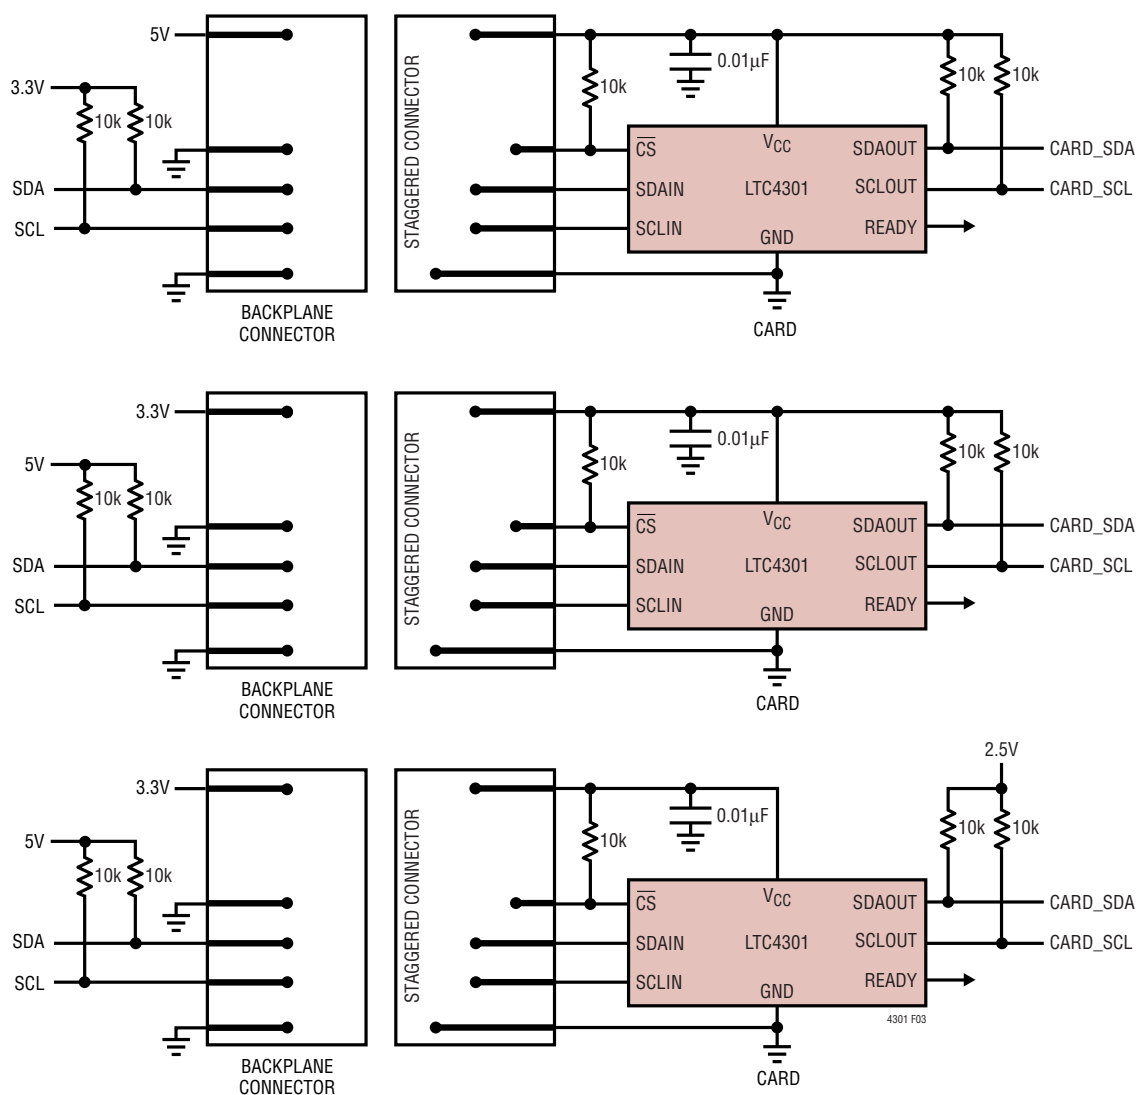 5V
3.3V
10k
10k
SDA
SCL
BACKPLANE
CONNECTOR
STAGGERED CONNECTOR
10k
0.01μF
10k
10k
CS
VCC
SDAOUT
CARD_SDA
SDAIN
LTC4301
SCLOUT
CARD_SCL
SCLIN
GND
READY
CARD
3.3V
5V
10k
10k
SDA
SCL
BACKPLANE
CONNECTOR
STAGGERED CONNECTOR
10k
0.01μF
10k
10k
CS
VCC
SDAOUT
CARD_SDA
SDAIN
LTC4301
SCLOUT
CARD_SCL
SCLIN
GND
READY
CARD
3.3V
5V
10k
10k
SDA
SCL
BACKPLANE
CONNECTOR
STAGGERED CONNECTOR
10k
0.01μF
2.5V
10k
10k
CS
VCC
SDAOUT
CARD_SDA
SDAIN
LTC4301
SCLOUT
CARD_SCL
SCLIN
GND
READY
4301 F03
CARD